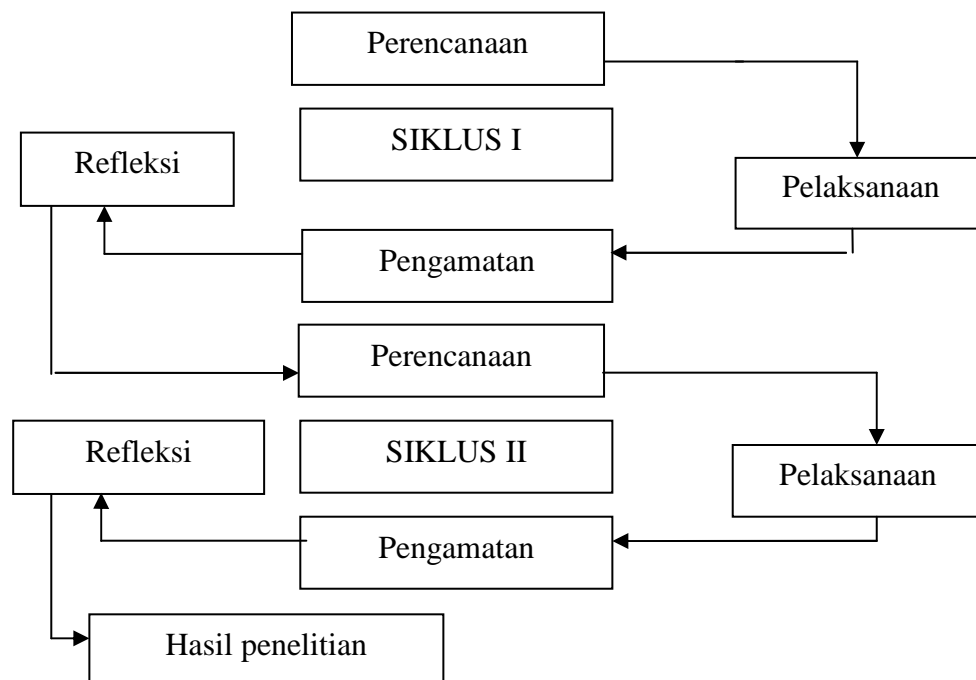 Perencanaan
SIKLUS I
Refleksi
Pelaksanaan
Pengamatan
Perencanaan
SIKLUS II
Refleksi
Pelaksanaan
Pengamatan
Hasil penelitian